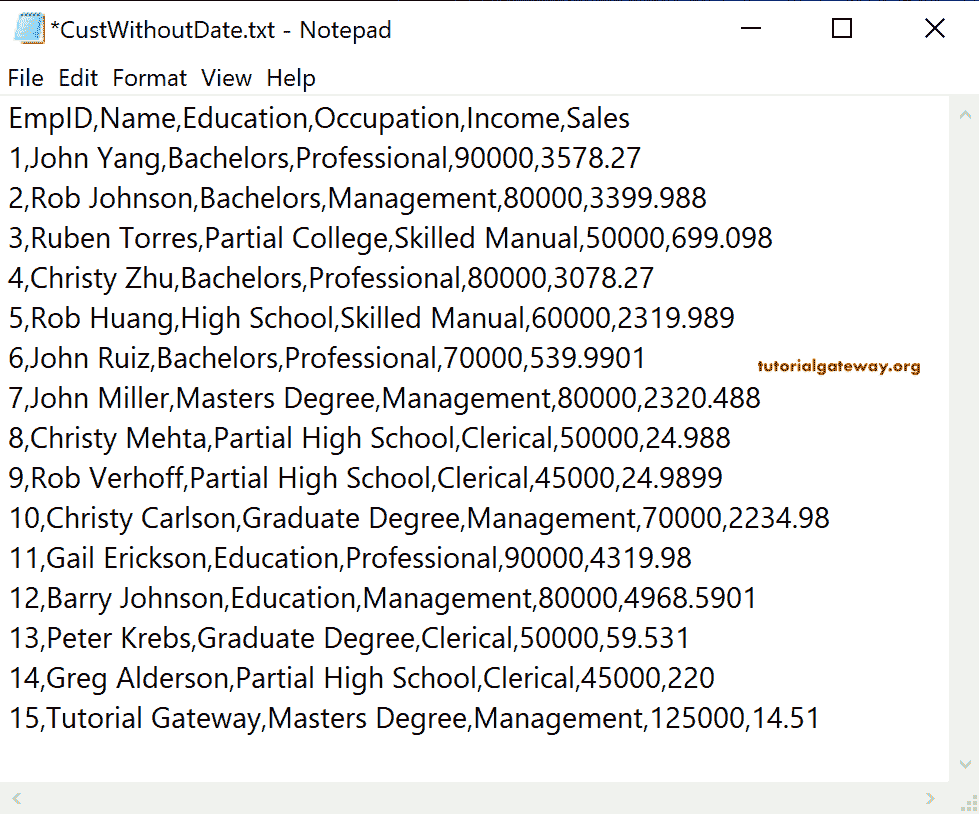 *CustWithoutDate.txt - Notepad
File Edit Format View Help
EmpID,Name,Education,Occupation,Income,Sales
1,John Yang,Bachelors,Professional,90000,3578.27
2,Rob Johnson,Bachelors,Management,80000,3399.988
3,Ruben Torres,Partial College,Skilled Manual,50000,699.098
4,Christy Zhu,Bachelors,Professional,80000,3078.27
5,Rob Huang,High School,Skilled Manual,60000,2319.989
6,John Ruiz,Bachelors,Professional,70000,539.9901
tutorialgateway.org
7,John Miller,Masters Degree,Management,80000,2320.488
8,Christy Mehta,Partial High School,Clerical,50000,24.988
9,Rob Verhoff,Partial High School,Clerical,45000,24.9899
10,Christy Carlson,Graduate Degree,Management,70000,2234.98
11,Gail Erickson,Education,Professional,90000,4319.98
12,Barry Johnson,Education,Management,80000,4968.5901
13,Peter Krebs,Graduate Degree,Clerical,50000,59.531
14,Greg Alderson,Partial High School,Clerical,45000,220
15,Tutorial Gateway,Masters Degree,Management,125000,14.51